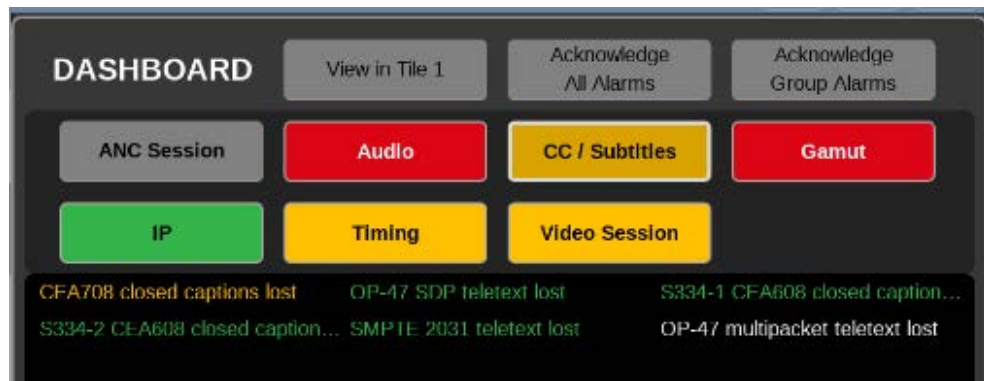 DASHBOARD
View in Tile 1
Acknowledge
All Alarms
Acknowledge
Group Alarms
ANC Session
Audio
CC / Subtitles
Gamut
IP
Timing
Video Session
CEA708 closed captions lost
OP-47 SDP teletext lost
S334-1 CEA608 closed caption...
S334-2 CEA608 closed caption...
SMPTE 2031 teletext lost
OP-47 multipacket teletext lost